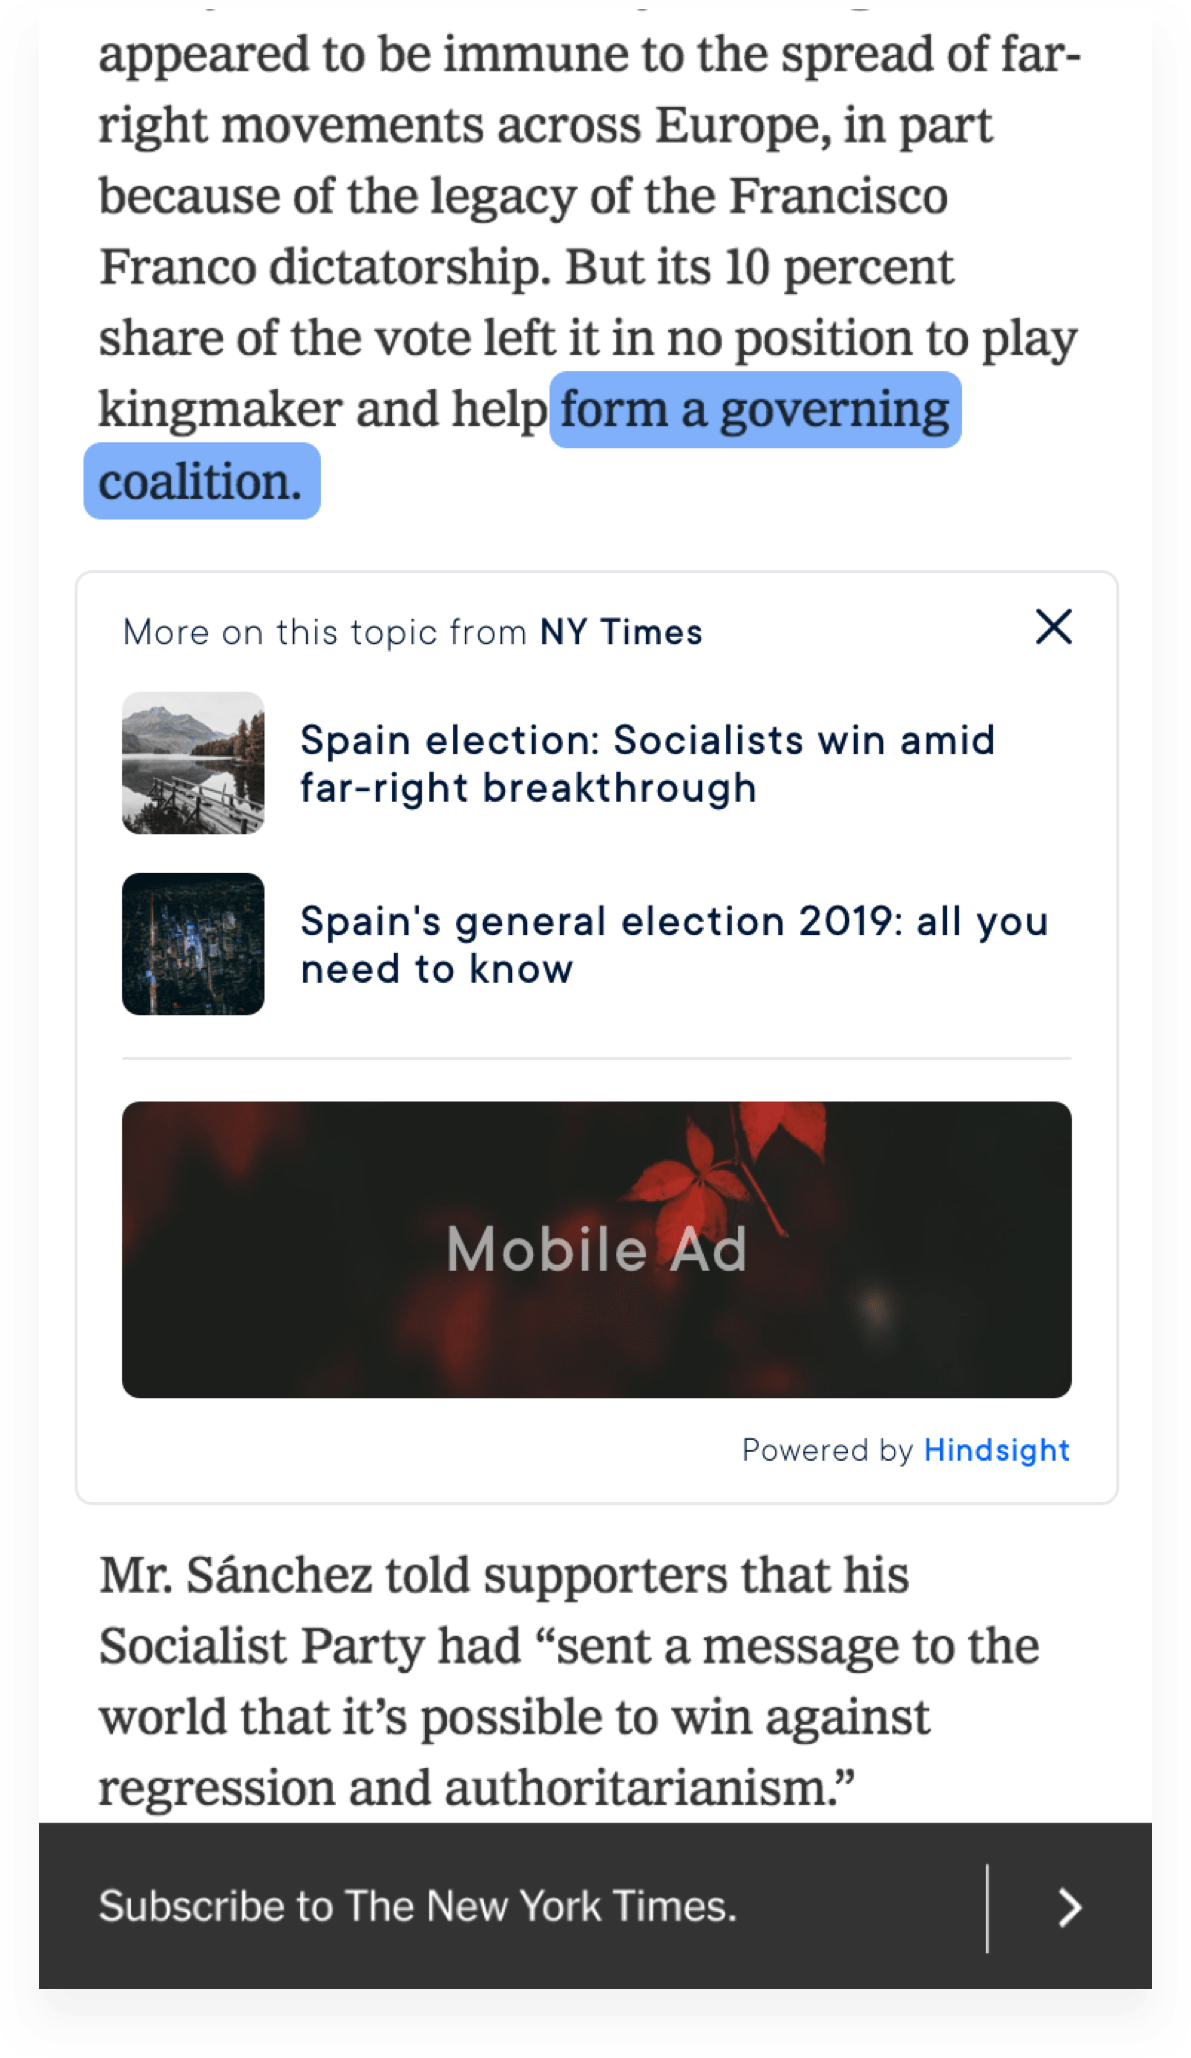 appeared to be immune to the spread of far-
right movements across Europe, in part
because of the legacy of the Francisco
Franco dictatorship. But its 10 percent
share of the vote left it in no position to play
kingmaker and help form a governing
coalition.
More on this topic from NY Times
Spain election: Socialists win amid
far-right breakthrough
Spain's general election 2019: all you
need to know
Mobile Ad
Powered by Hindsight
Mr. Sánchez told supporters that his
Socialist Party had “sent a message to the
world that it’s possible to win against
regression and authoritarianism.”
Subscribe to The New York Times.